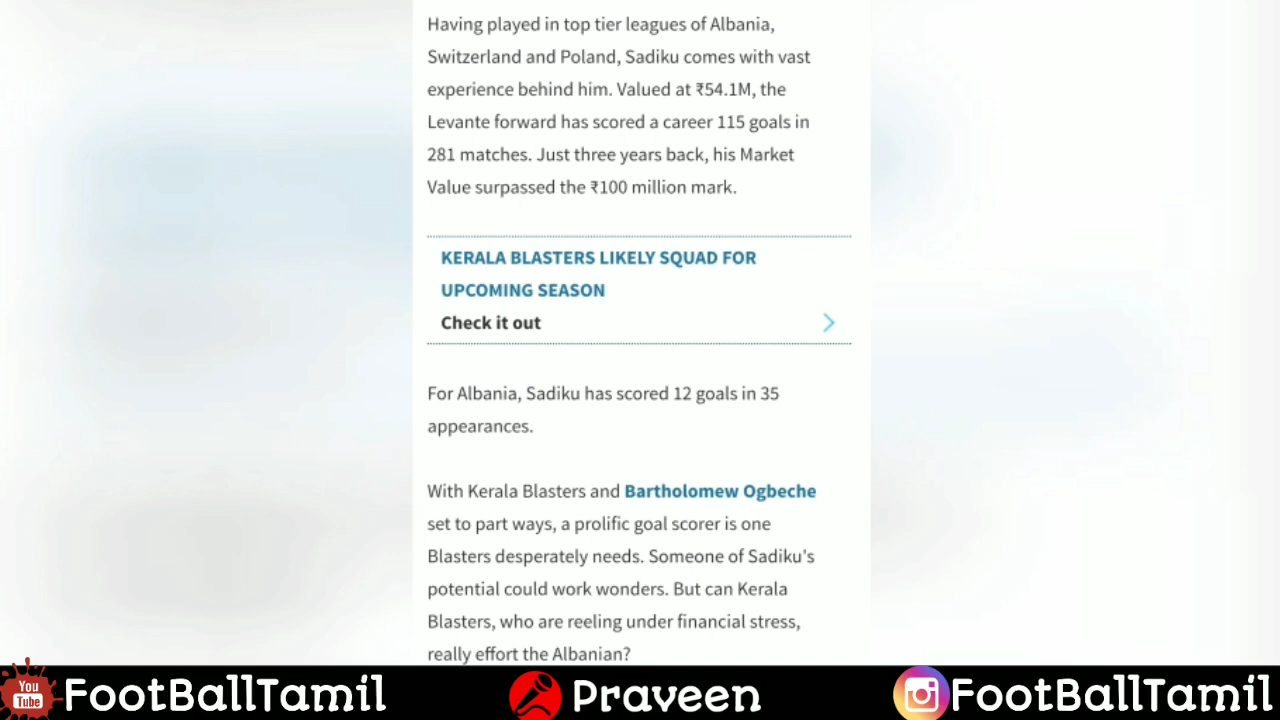 Having played in top tier leagues of Albania,
Switzerland and Poland, Sadiku comes with vast
experience behind him. Valued at ₹54.1M, the
Levante forward has scored a career 115 goals in
281 matches. Just three years back, his Market
Value surpassed the ₹100 million mark.
KERALA BLASTERS LIKELY SQUAD FOR
UPCOMING SEASON
Check it out
For Albania, Sadiku has scored 12 goals in 35
appearances.
With Kerala Blasters and Bartholomew Ogbeche
set to part ways, a prolific goal scorer is one
Blasters desperately needs. Someone of Sadiku's
potential could work wonders. But can Kerala
Blasters, who are reeling under financial stress,
really effort the Albanian?
You Tube FootBallTamil Praveen FootBallTamil